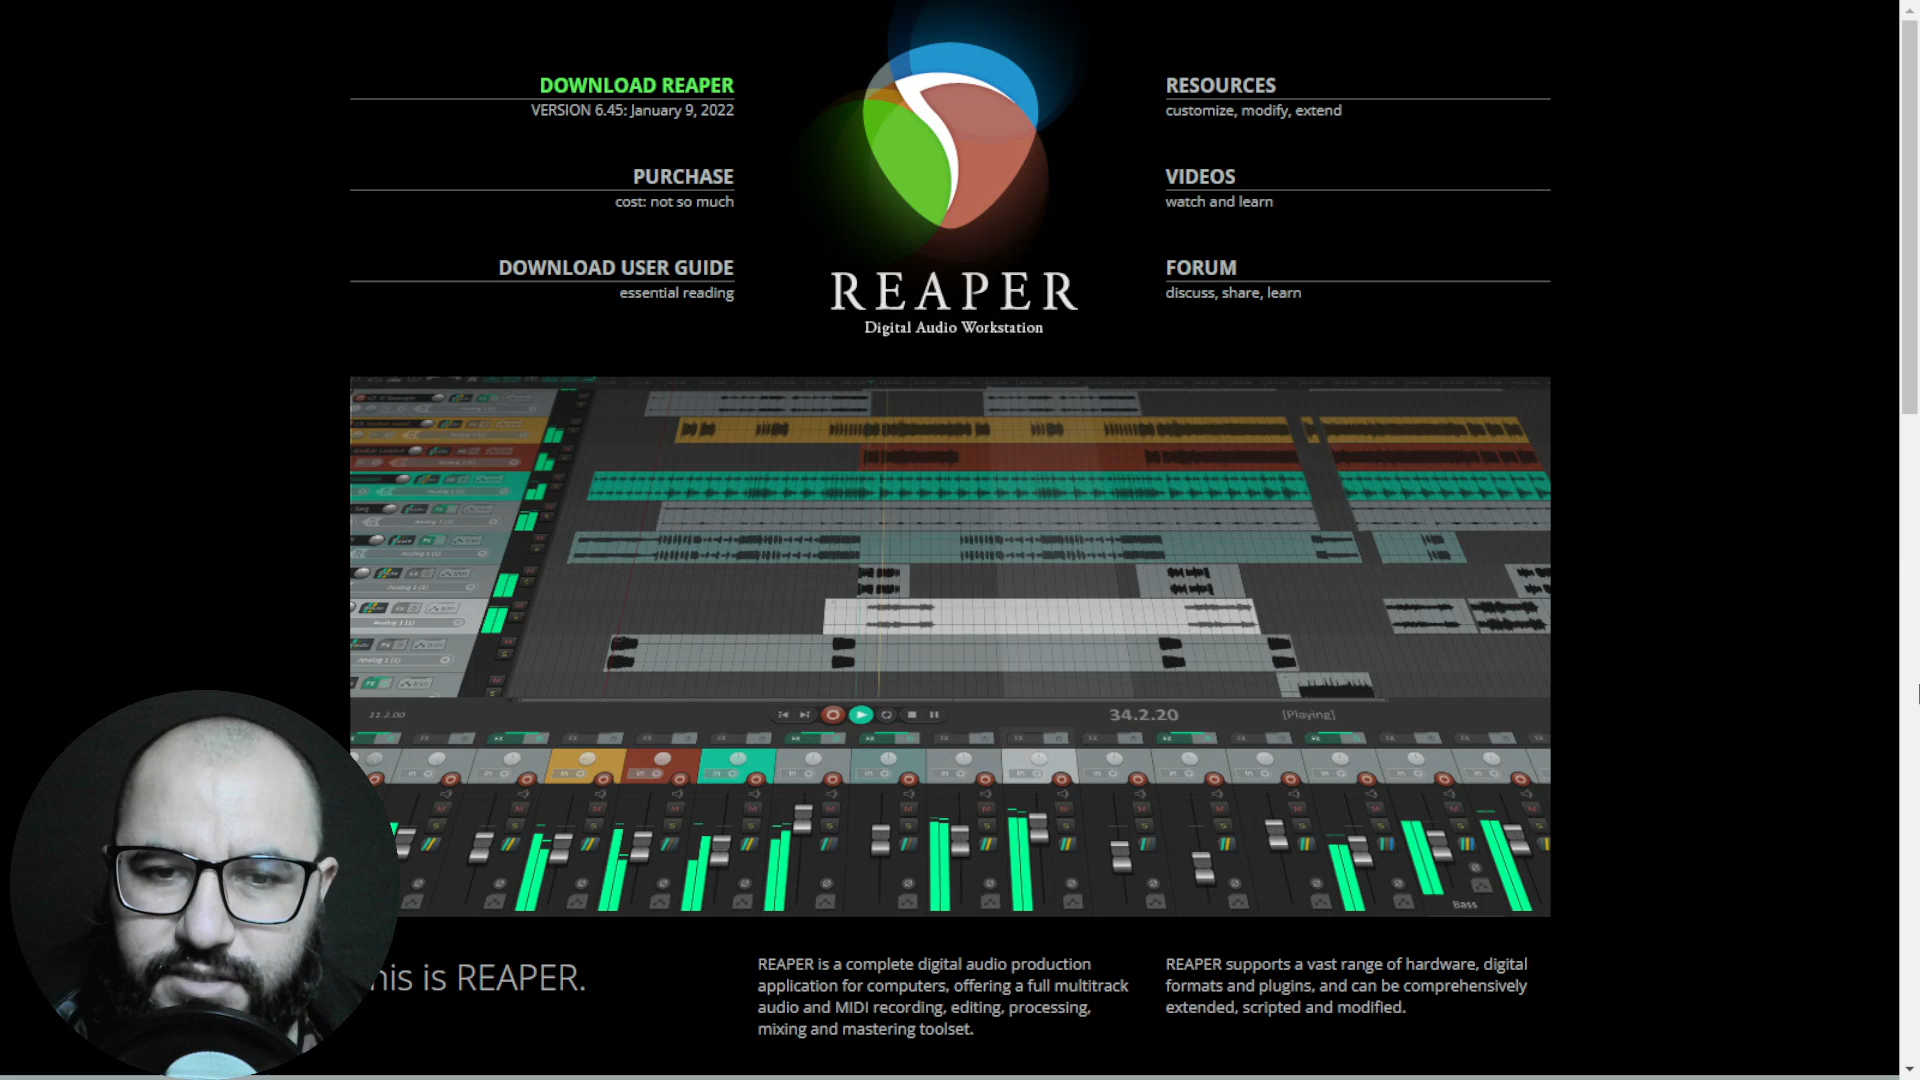 DOWNLOAD REAPER
VERSION 6.45: January 9, 2022
PURCHASE
cost: not so much
DOWNLOAD USER GUIDE
essential reading
REAPER
Digital Audio Workstation
RESOURCES
customize, modify, extend
VIDEOS
watch and learn
FORUM
discuss, share, learn
11.2.00
34.2.20
[Playing]
Bass
his is REAPER.
REAPER is a complete digital audio production
application for computers, offering a full multitrack
audio and MIDI recording, editing, processing,
mixing and mastering toolset.
REAPER supports a vast range of hardware, digital
formats and plugins, and can be comprehensively
extended, scripted and modified.